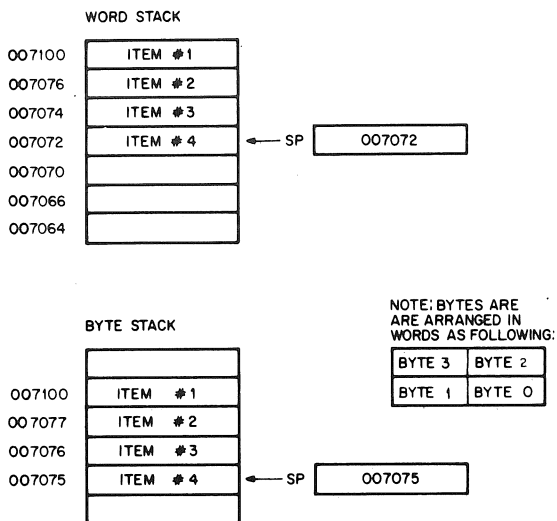 WORD STACK
007100 ITEM #1
007076 ITEM #2
007074 ITEM #3
007072 ITEM #4 SP 007072
007070
007066
007064
NOTE: BYTES ARE
ARE ARRANGED IN
WORDS AS FOLLOWING:
BYTE 3 BYTE 2
BYTE 1 BYTE 0
BYTE STACK
007100 ITEM #1
007077 ITEM #2
007076 ITEM #3
007075 ITEM #4 SP 007075